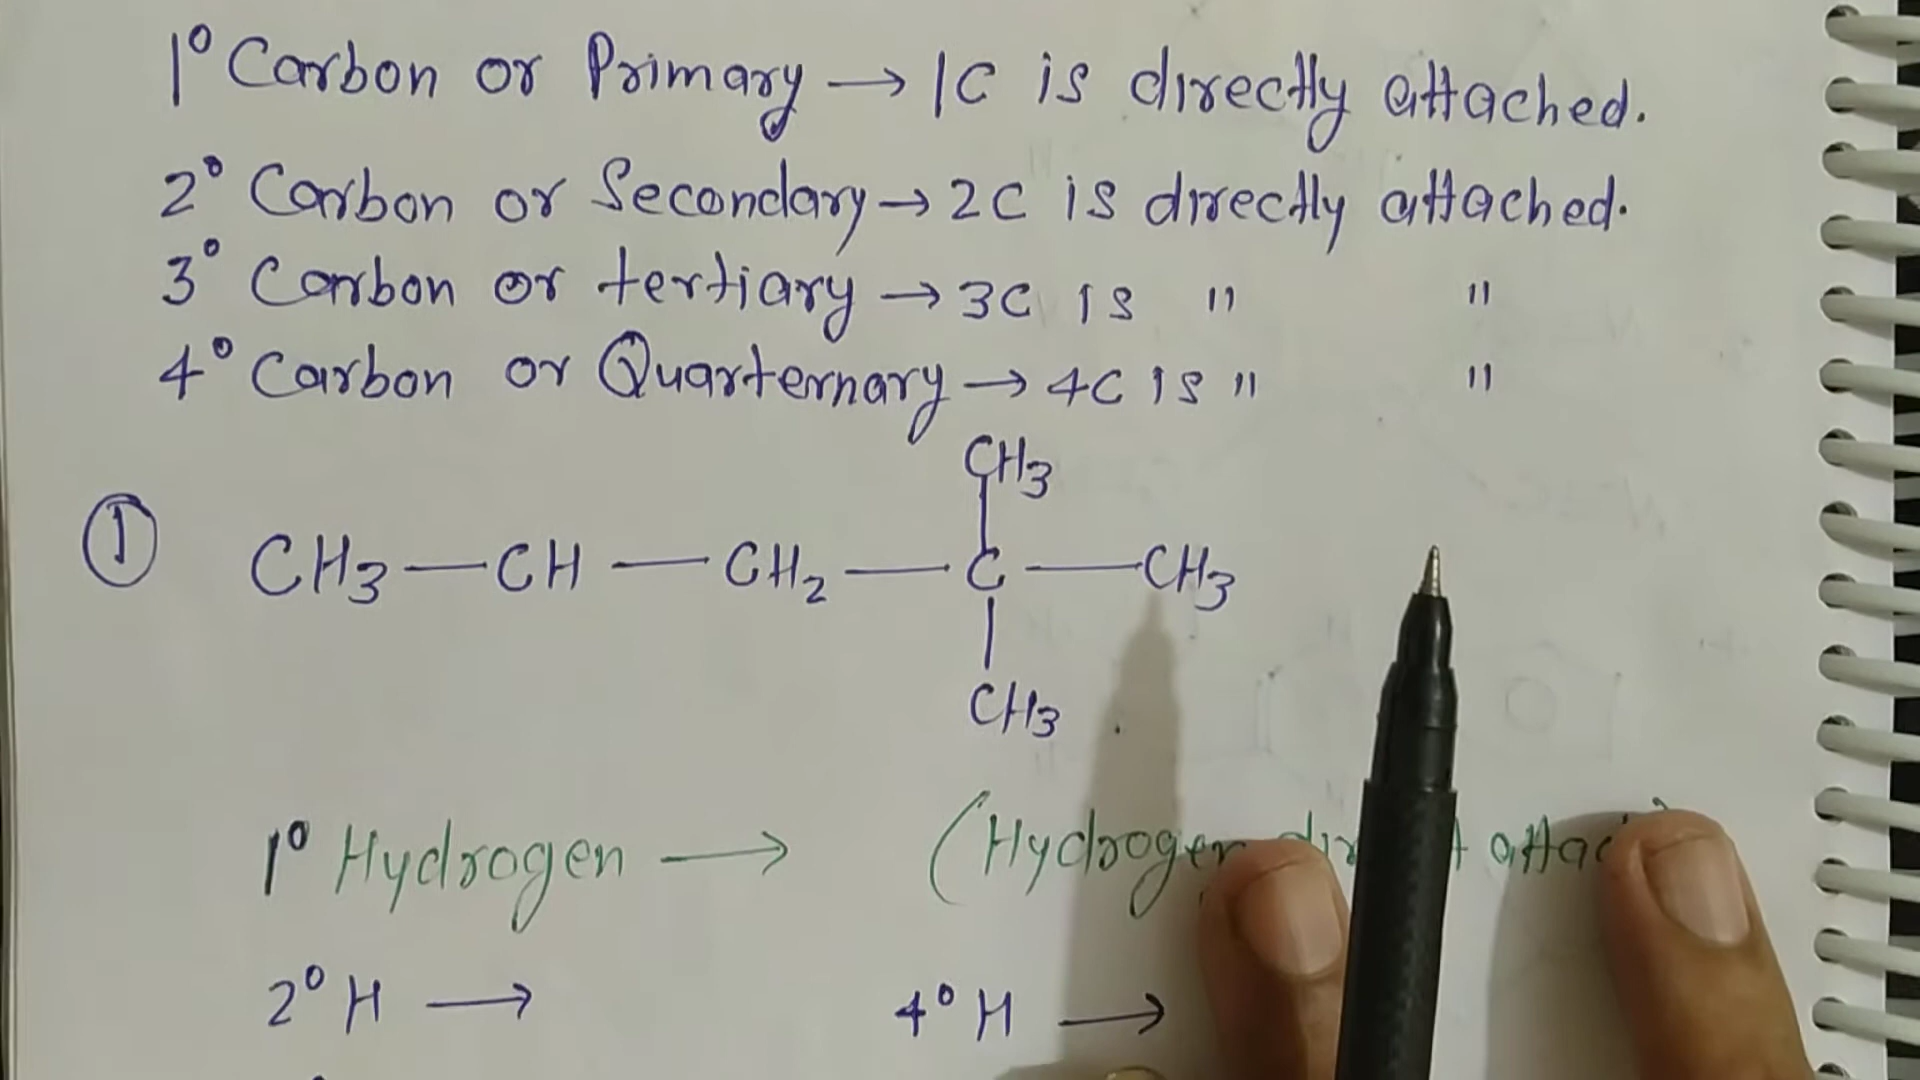 1° Carbon or Primary → 1C is directly attached.
2° Carbon or Secondary → 2C is directly attached.
3° Carbon or tertiary → 3C is " "
4° Carbon or Quarternary → 4C is " "
CH3
① CH3 — CH — CH2 — C — CH3
CH3
1° Hydrogen → (Hydrogen
2° H → 4° H →